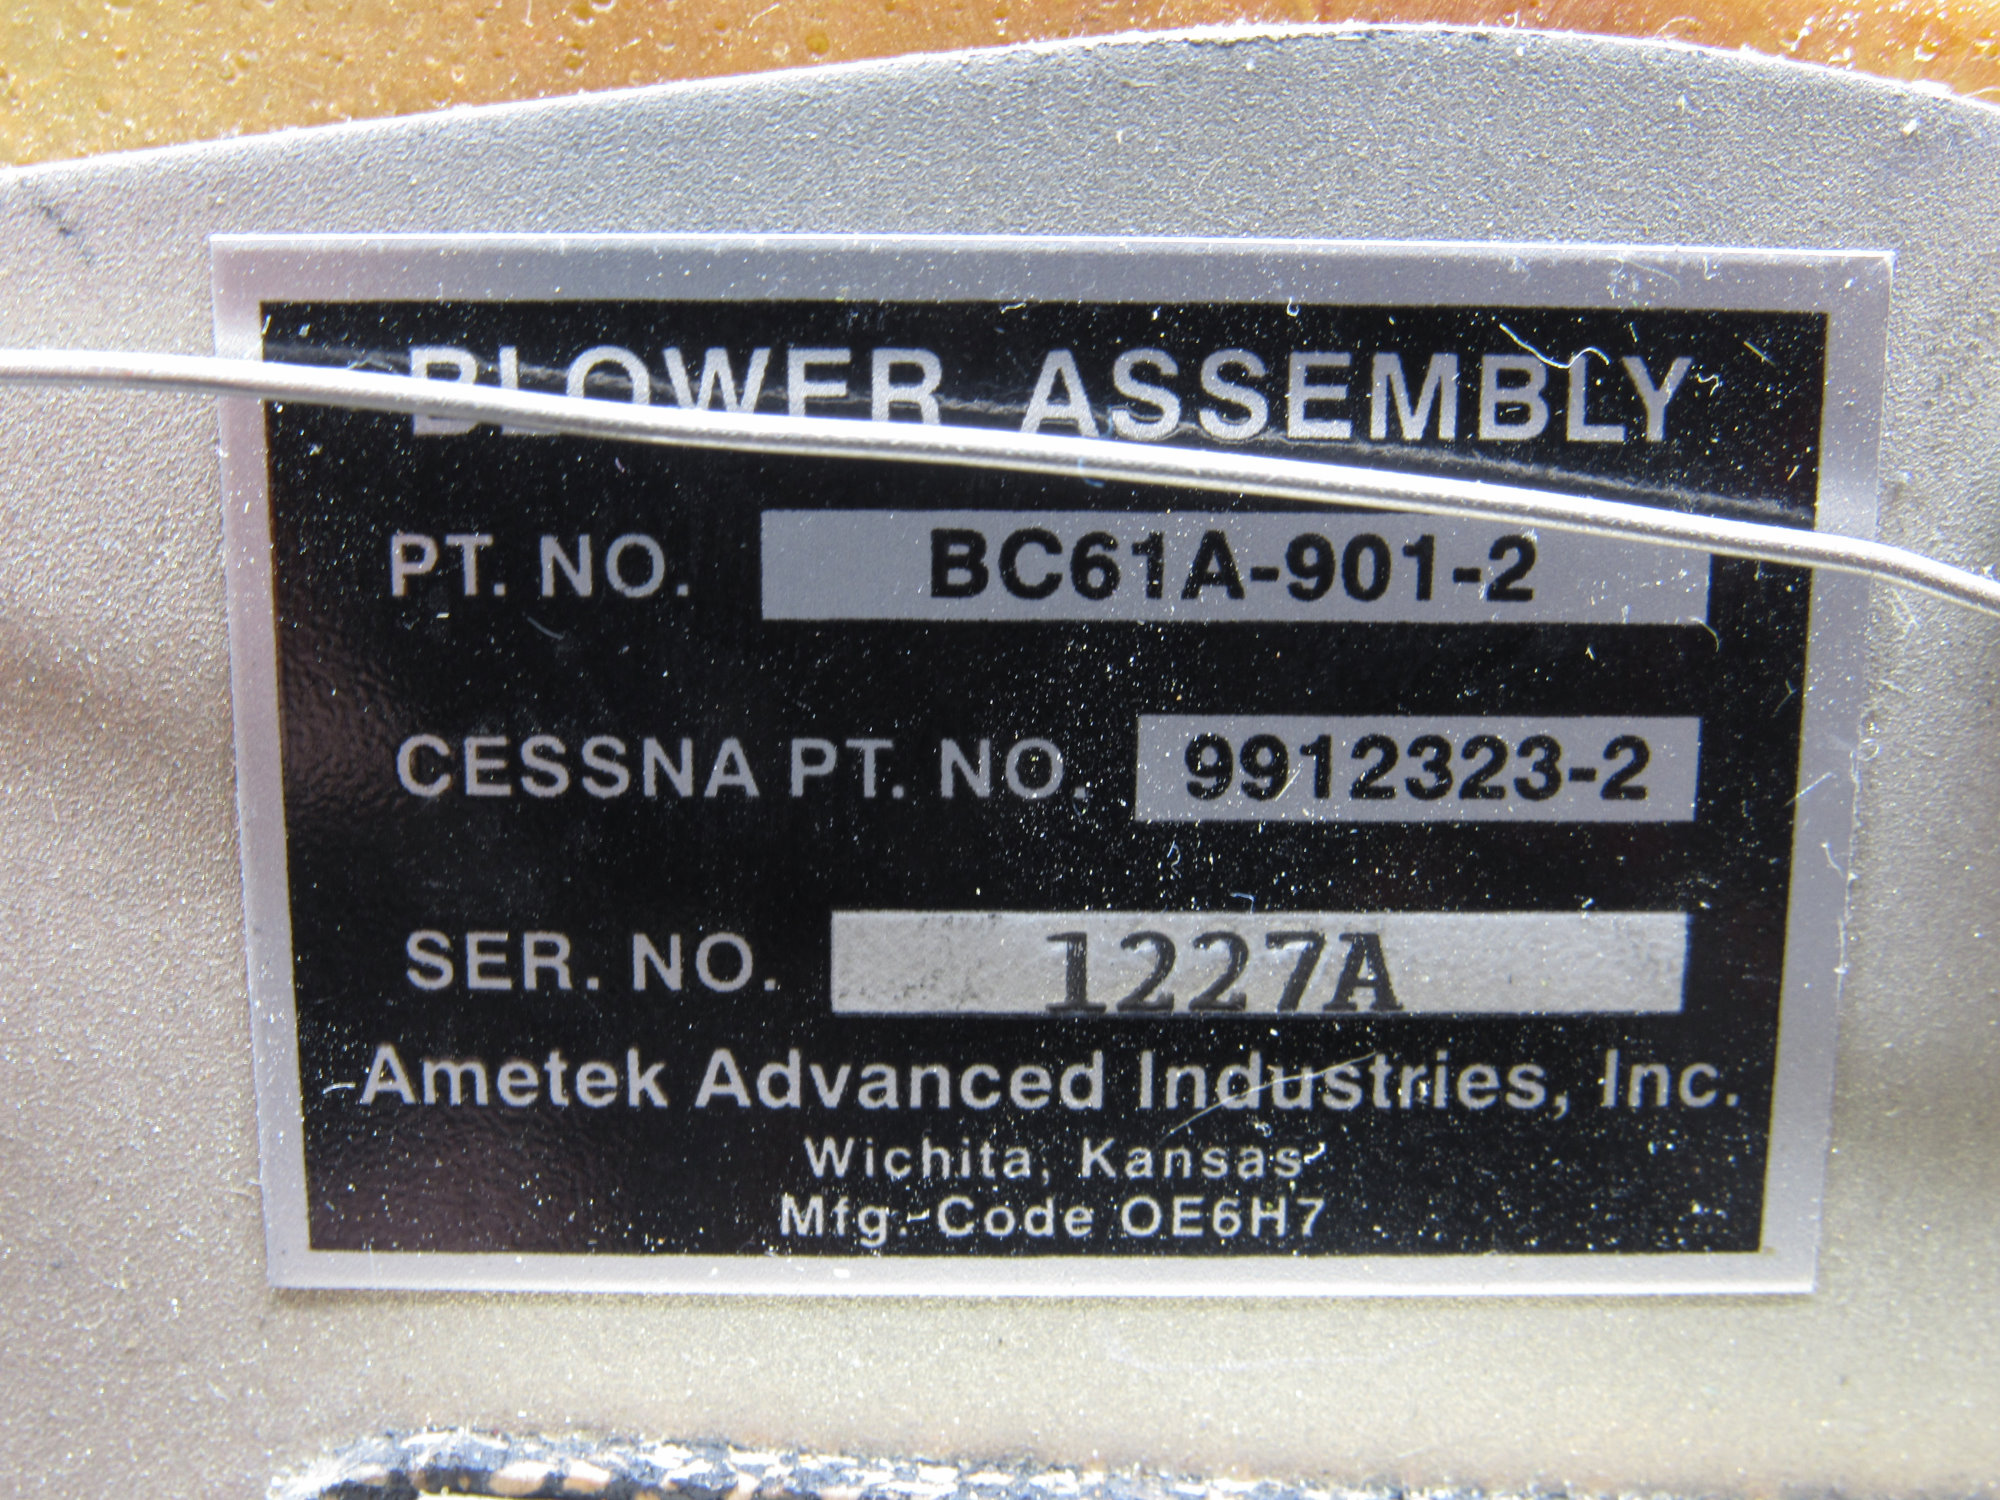 BLOWER ASSEMBLY
PT. NO. BC61A-901-2
CESSNA PT. NO. 9912323-2
SER. NO. 1227A
Ametek Advanced Industries, Inc.
Wichita, Kansas
Mfg. Code OE6H7